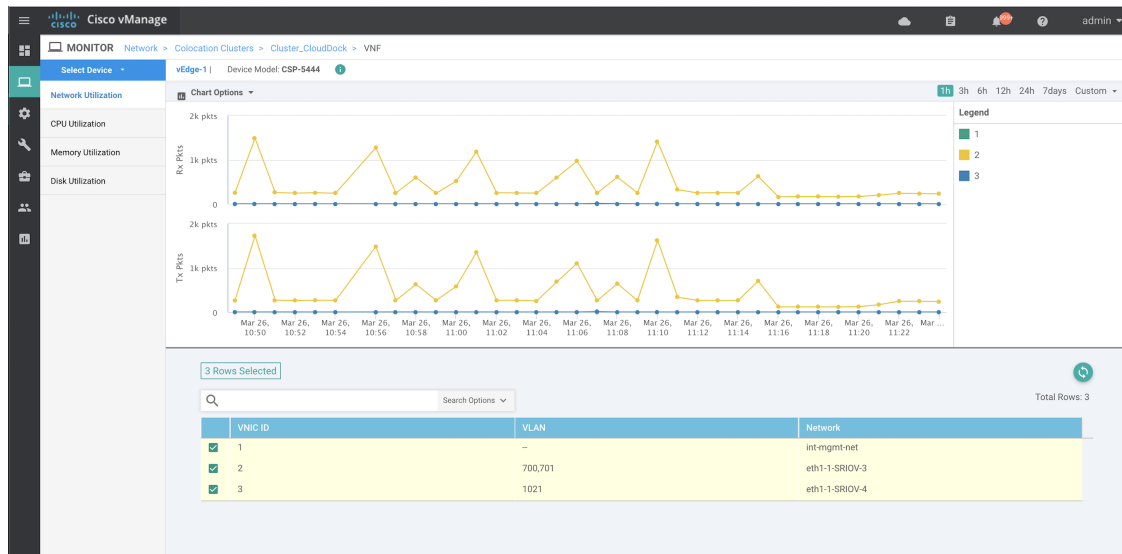 cisco Cisco vManage
999+
admin
MONITOR Network > Colocation Clusters > Cluster_CloudDock > VNF
Select Device
vEdge-1 | Device Model: CSP-5444
Network Utilization
CPU Utilization
Memory Utilization
Disk Utilization
Chart Options
1h 3h 6h 12h 24h 7days Custom
2k pkts
1k pkts
0
Rx Pkts
2k pkts
1k pkts
0
Tx Pkts
Mar 26, 10:50
Mar 26, 10:52
Mar 26, 10:54
Mar 26, 10:56
Mar 26, 10:58
Mar 26, 11:00
Mar 26, 11:02
Mar 26, 11:04
Mar 26, 11:06
Mar 26, 11:08
Mar 26, 11:10
Mar 26, 11:12
Mar 26, 11:14
Mar 26, 11:16
Mar 26, 11:18
Mar 26, 11:20
Mar 26, 11:22
Mar ...
Legend
1
2
3
3 Rows Selected
Search Options
Total Rows: 3
VNIC ID VLAN Network
1 -- int-mgmt-net
2 700,701 eth1-1-SRIOV-3
3 1021 eth1-1-SRIOV-4